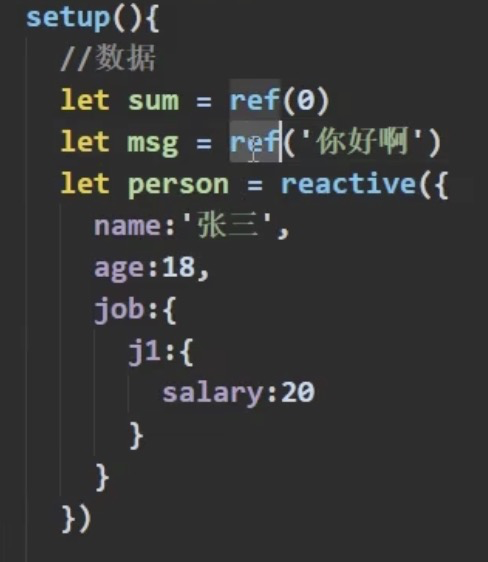 setup(){
//数据
let sum = ref(0)
let msg = ref('你好啊')
let person = reactive({
name:'张三',
age:18,
job:{
j1:{
salary:20
}
}
})